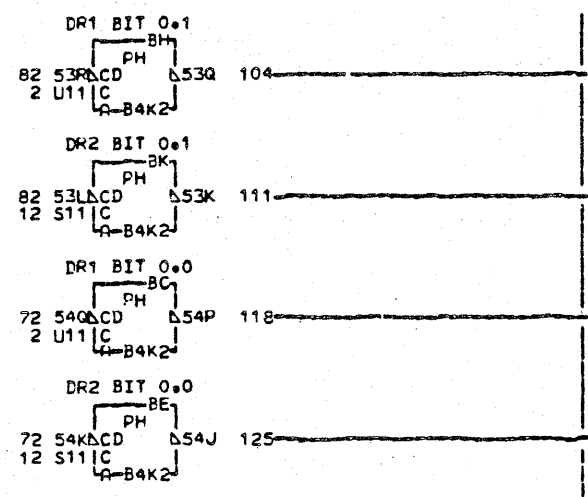 DR1 BIT 0.1
BH
PH
82 53R CD 53Q 104
2 U11 C
A B4K2
DR2 BIT 0.1
BK
PH
82 53L CD 53K 111
12 S11 C
A B4K2
DR1 BIT 0.0
BC
PH
72 54Q CD 54P 118
2 U11 C
A B4K2
DR2 BIT 0.0
BE
PH
72 54K CD 54J 125
12 S11 C
A B4K2